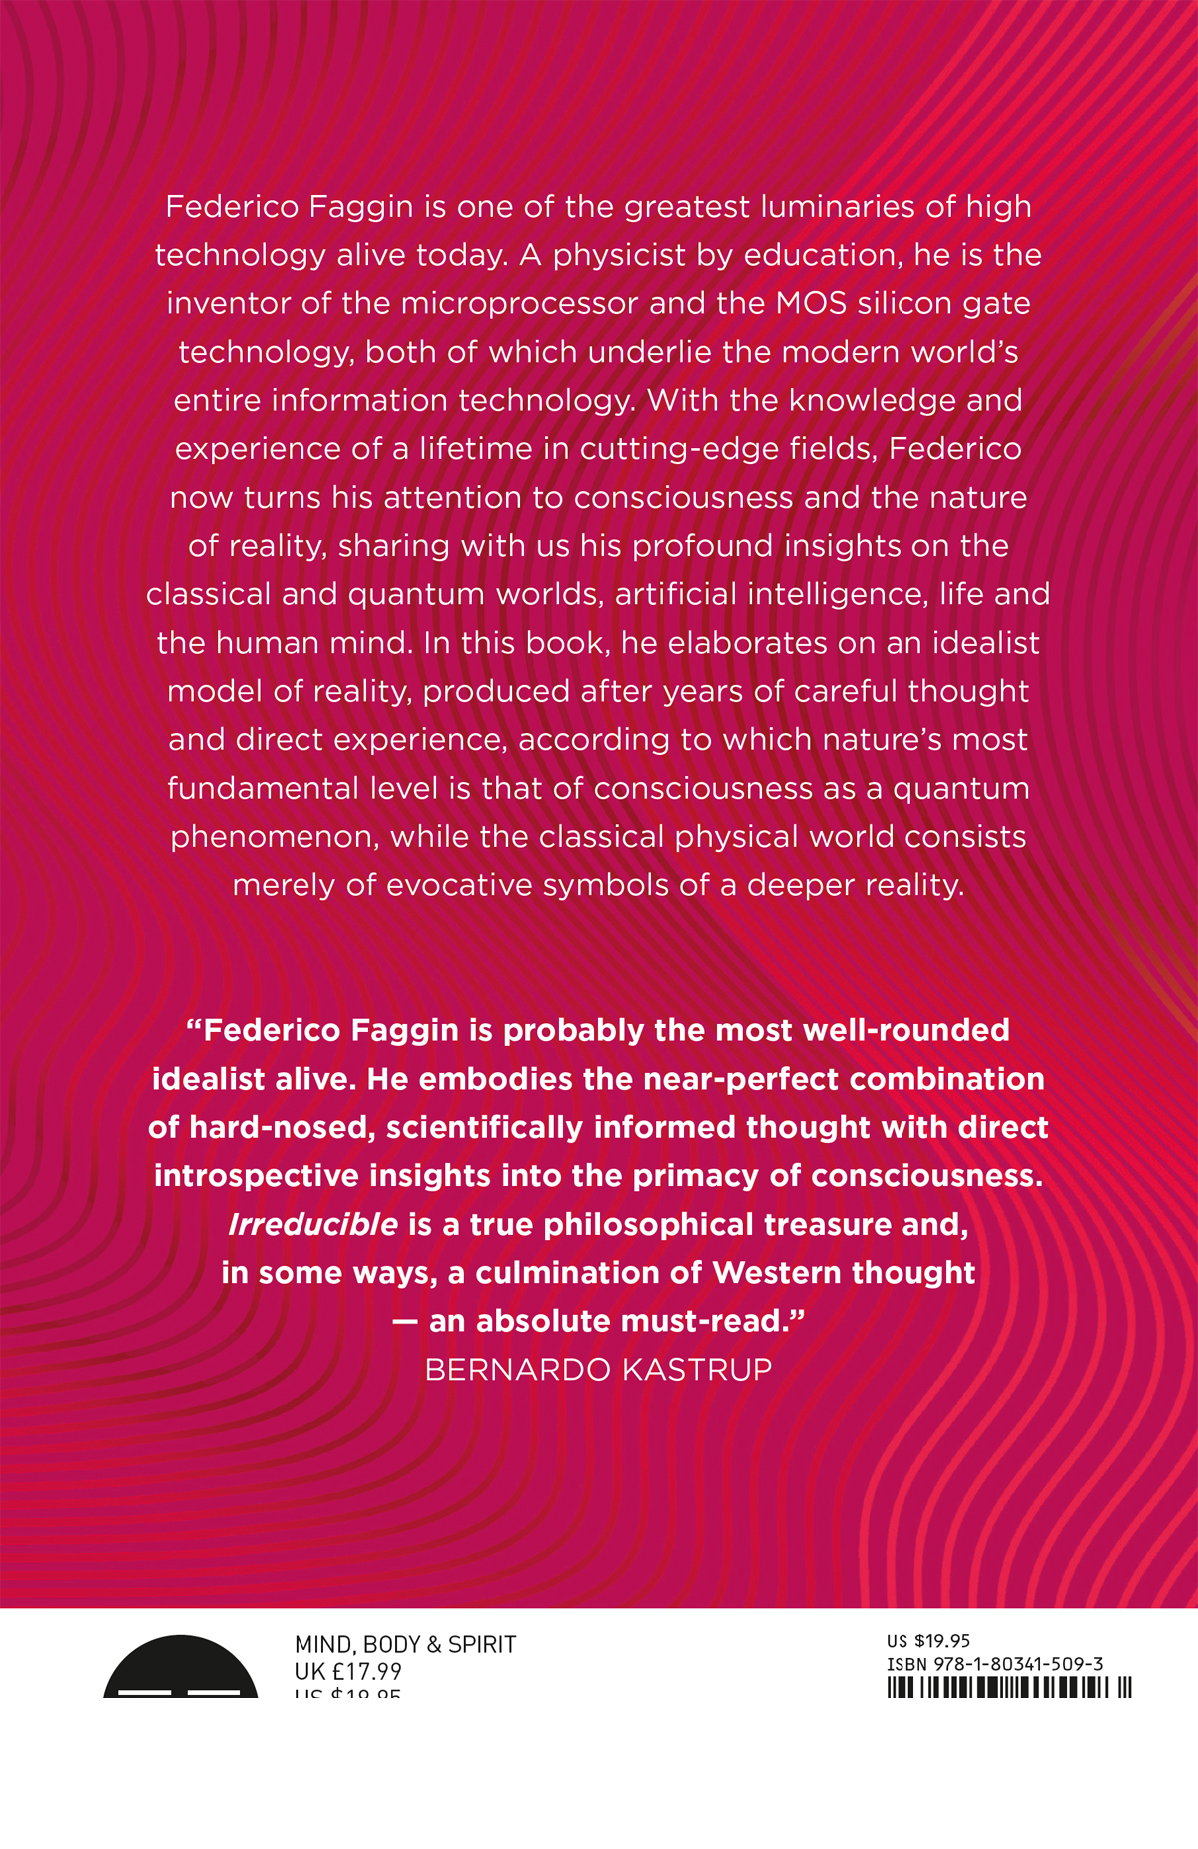 Federico Faggin is one of the greatest luminaries of high
technology alive today. A physicist by education, he is the
inventor of the microprocessor and the MOS silicon gate
technology, both of which underlie the modern world’s
entire information technology. With the knowledge and
experience of a lifetime in cutting-edge fields, Federico
now turns his attention to consciousness and the nature
of reality, sharing with us his profound insights on the
classical and quantum worlds, artificial intelligence, life and
the human mind. In this book, he elaborates on an idealist
model of reality, produced after years of careful thought
and direct experience, according to which nature’s most
fundamental level is that of consciousness as a quantum
phenomenon, while the classical physical world consists
merely of evocative symbols of a deeper reality.
“Federico Faggin is probably the most well-rounded
idealist alive. He embodies the near-perfect combination
of hard-nosed, scientifically informed thought with direct
introspective insights into the primacy of consciousness.
Irreducible is a true philosophical treasure and,
in some ways, a culmination of Western thought
— an absolute must-read.”
BERNARDO KASTRUP
MIND, BODY & SPIRIT
UK £17.99
US $19.95
US $19.95
ISBN 978-1-80341-509-3